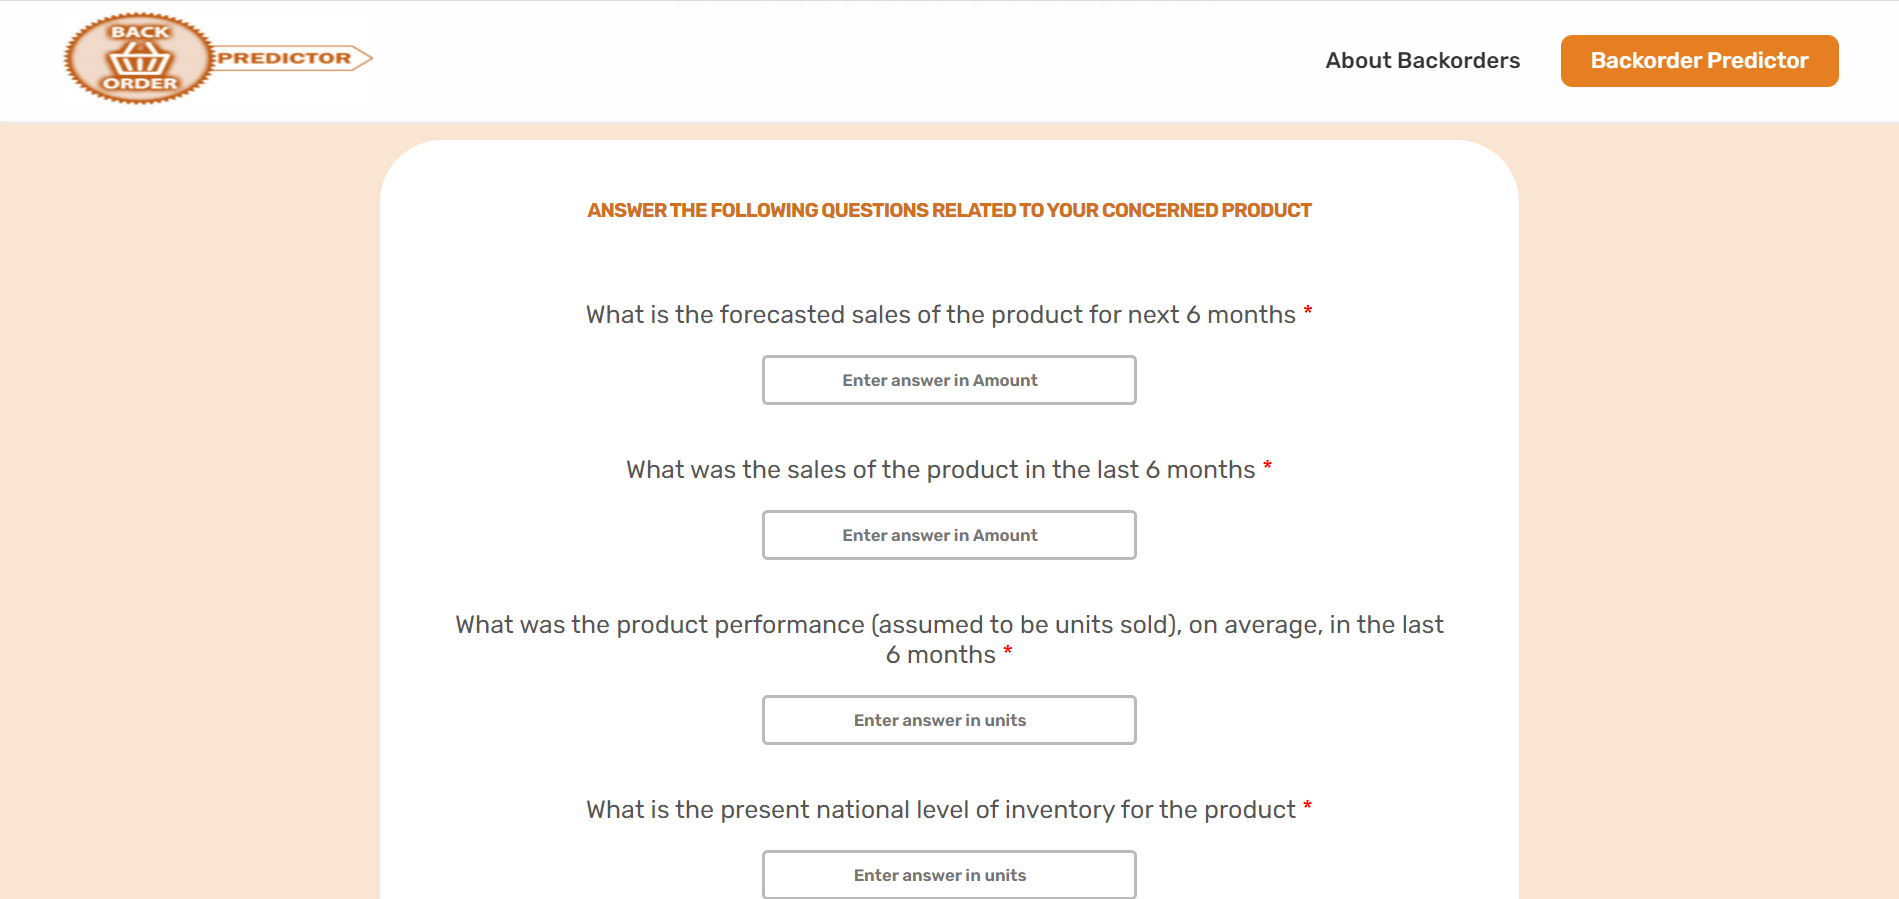 BACK
ORDER
PREDICTOR
About Backorders
Backorder Predictor
ANSWER THE FOLLOWING QUESTIONS RELATED TO YOUR CONCERNED PRODUCT
What is the forecasted sales of the product for next 6 months *
Enter answer in Amount
What was the sales of the product in the last 6 months *
Enter answer in Amount
What was the product performance (assumed to be units sold), on average, in the last
6 months *
Enter answer in units
What is the present national level of inventory for the product *
Enter answer in units